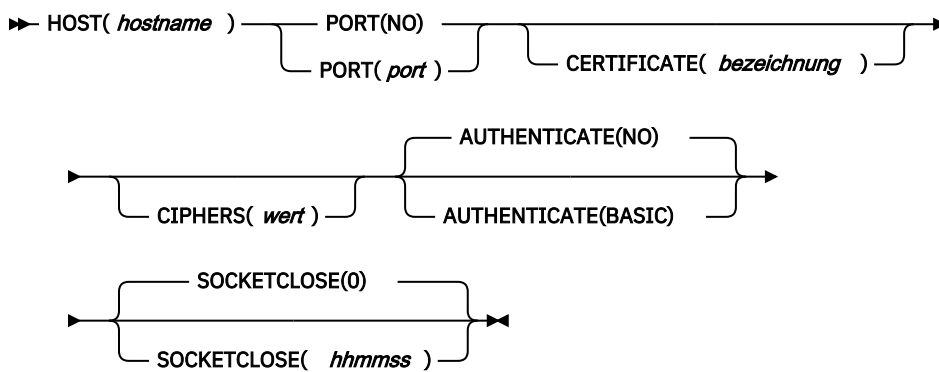 HOST( hostname ) PORT(NO)
PORT( port ) CERTIFICATE( bezeichnung )
AUTHENTICATE(NO)
CIPHERS( wert ) AUTHENTICATE(BASIC)
SOCKETCLOSE(0)
SOCKETCLOSE( hhmmss )